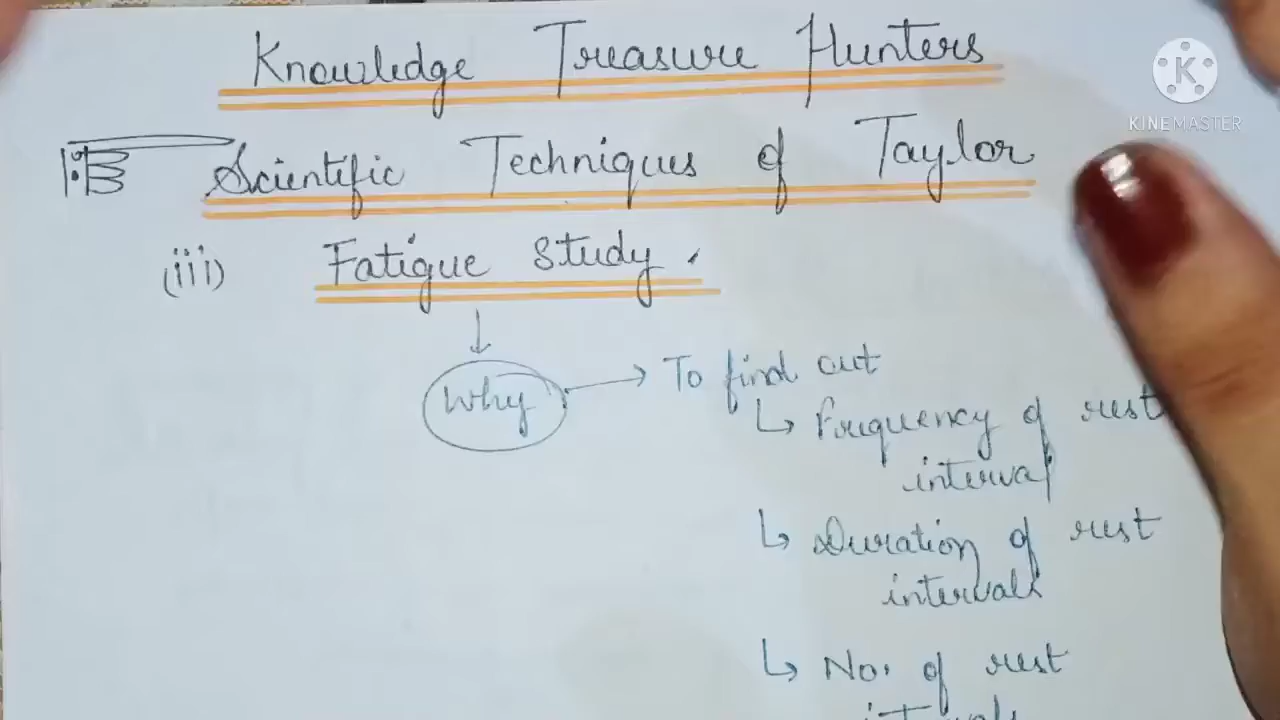 Knowledge Treasure Hunters
K
KINEMASTER
Scientific Techniques of Taylor
(iii) Fatigue Study.
Why → To find out
↳ Frequency of rest
interval
↳ Duration of rest
intervals
↳ No. of rest
intervals